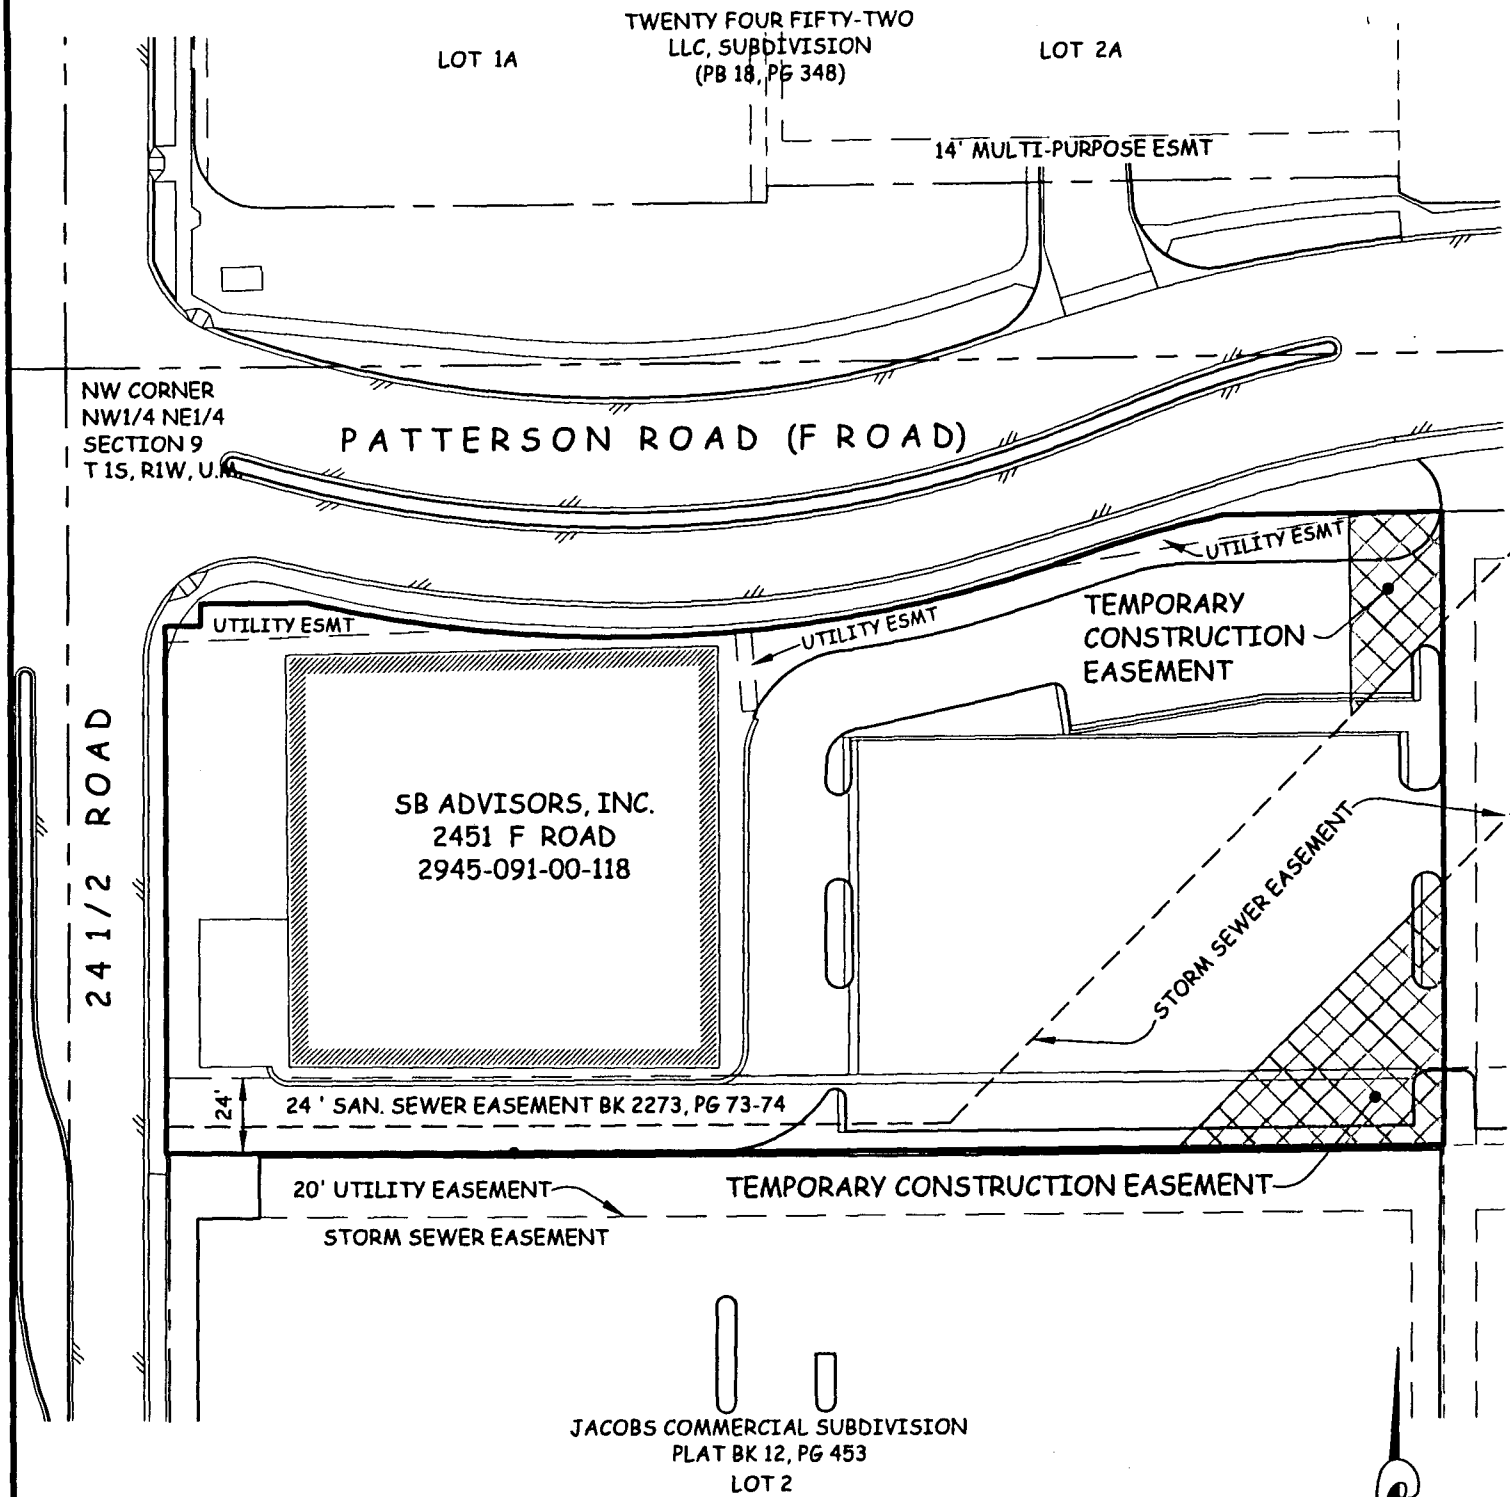 TWENTY FOUR FIFTY-TWO
LLC, SUBDIVISION
(PB 18, PG 348)
LOT 1A
LOT 2A
14' MULTI-PURPOSE ESMT
NW CORNER
NW1/4 NE1/4
SECTION 9
T 1S, R1W, U.M.
PATTERSON ROAD (F ROAD)
UTILITY ESMT
UTILITY ESMT
UTILITY ESMT
TEMPORARY
CONSTRUCTION
EASEMENT
24 1/2 ROAD
SB ADVISORS, INC.
2451 F ROAD
2945-091-00-118
STORM SEWER EASEMENT
24'
24 ' SAN. SEWER EASEMENT BK 2273, PG 73-74
20' UTILITY EASEMENT
TEMPORARY CONSTRUCTION EASEMENT
STORM SEWER EASEMENT
JACOBS COMMERCIAL SUBDIVISION
PLAT BK 12, PG 453
LOT 2